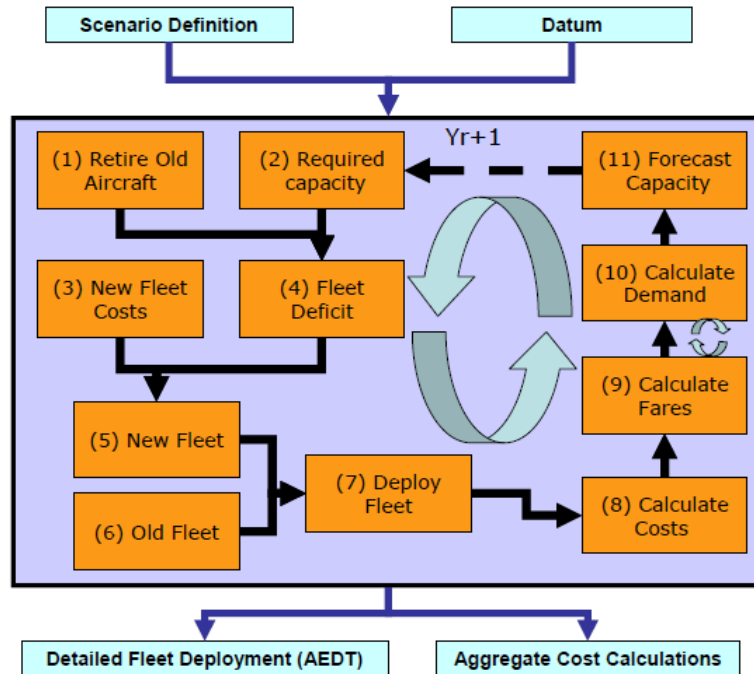 Scenario Definition
Datum
Yr+1
(1) Retire Old
Aircraft
(2) Required
capacity
(11) Forecast
Capacity
(3) New Fleet
Costs
(4) Fleet
Deficit
(10) Calculate
Demand
(9) Calculate
Fares
(5) New Fleet
(7) Deploy
Fleet
(6) Old Fleet
(8) Calculate
Costs
Detailed Fleet Deployment (AEDT)
Aggregate Cost Calculations